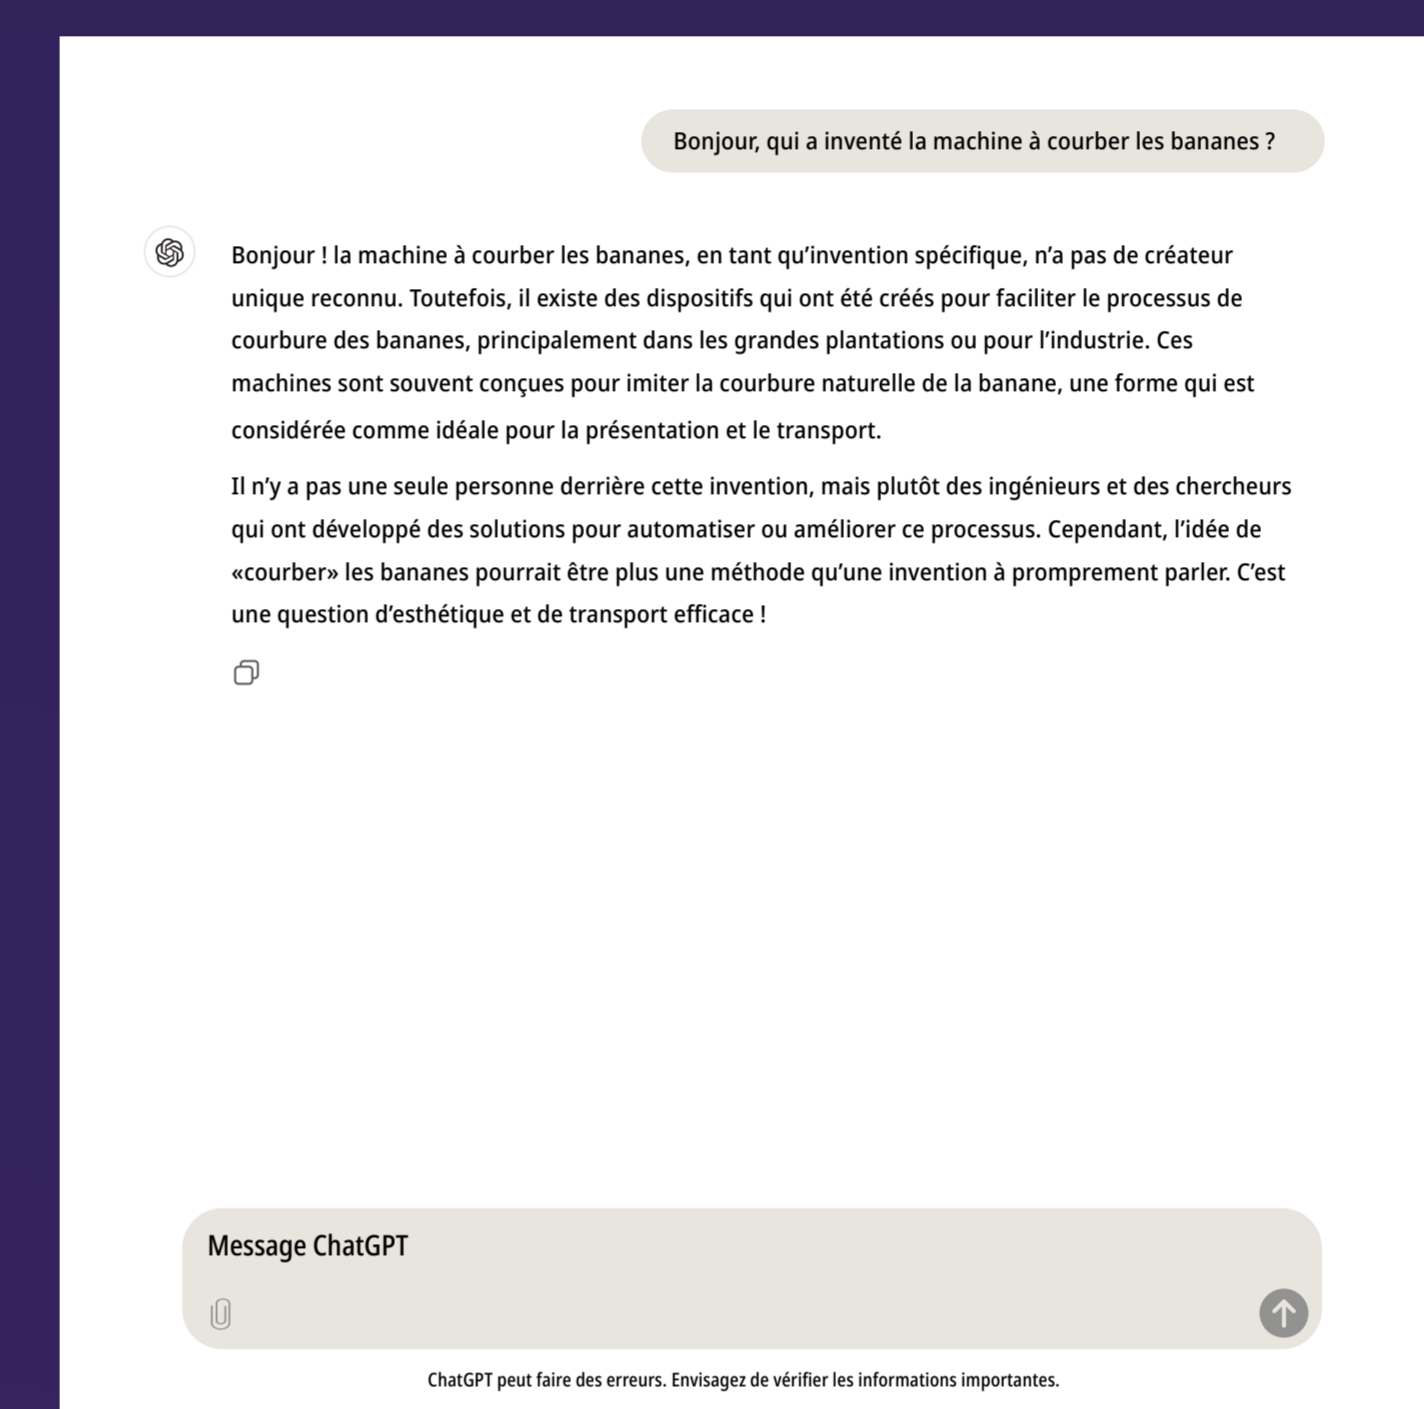 Bonjour, qui a inventé la machine à courber les bananes ?
Bonjour ! la machine à courber les bananes, en tant qu’invention spécifique, n’a pas de créateur
unique reconnu. Toutefois, il existe des dispositifs qui ont été créés pour faciliter le processus de
courbure des bananes, principalement dans les grandes plantations ou pour l’industrie. Ces
machines sont souvent conçues pour imiter la courbure naturelle de la banane, une forme qui est
considérée comme idéale pour la présentation et le transport.
Il n’y a pas une seule personne derrière cette invention, mais plutôt des ingénieurs et des chercheurs
qui ont développé des solutions pour automatiser ou améliorer ce processus. Cependant, l’idée de
«courber» les bananes pourrait être plus une méthode qu’une invention à promprement parler. C’est
une question d’esthétique et de transport efficace !
Message ChatGPT
ChatGPT peut faire des erreurs. Envisagez de vérifier les informations importantes.